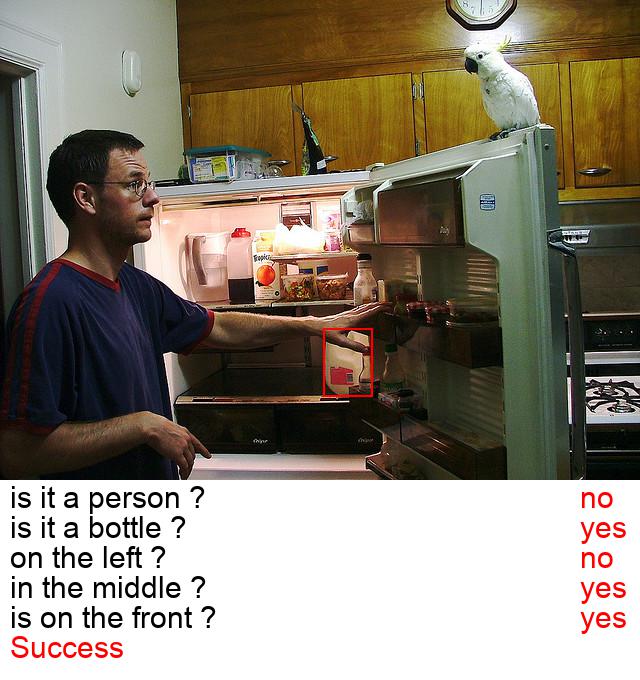 Tropic
is it a person ? no
is it a bottle ? yes
on the left ? no
in the middle ? yes
is on the front ? yes
Success